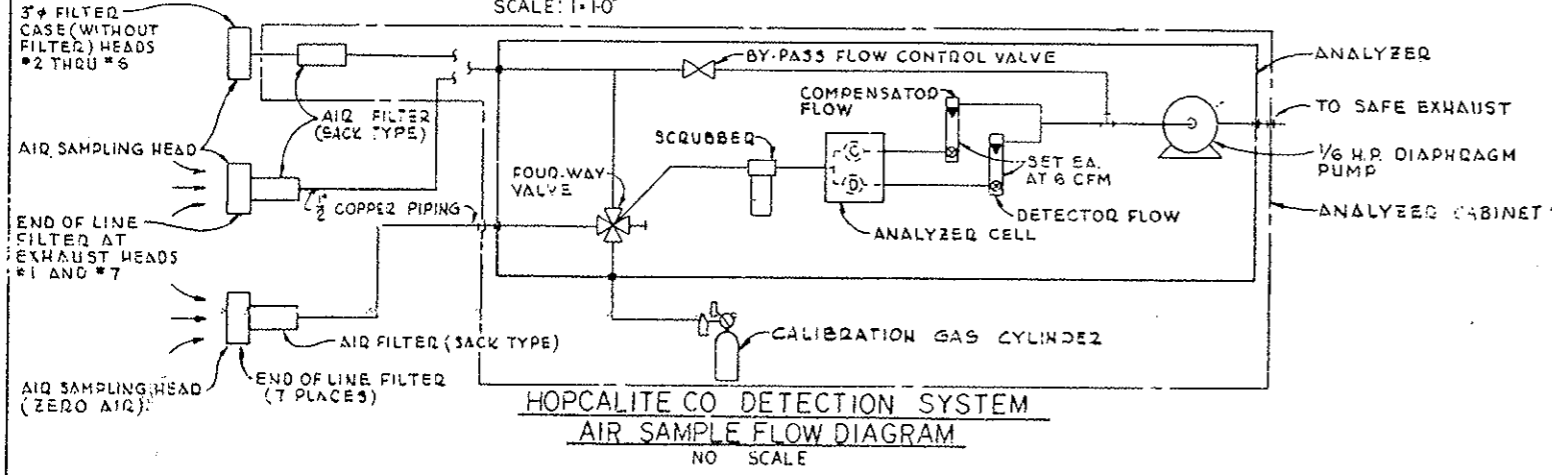 SCALE: 1"=1'-0"
3"φ FILTER
CASE (WITHOUT
FILTER) HEADS
#2 THRU #6
AIR SAMPLING HEAD
END OF LINE
FILTER AT
EXHAUST HEADS
#1 AND #7
AIR SAMPLING HEAD
(ZERO AIR)
AIR FILTER
(SACK TYPE)
1/2" COPPER PIPING
AIR FILTER (SACK TYPE)
END OF LINE FILTER
(7 PLACES)
FOUR-WAY
VALVE
SCRUBBER
BY-PASS FLOW CONTROL VALVE
COMPENSATOR
FLOW
C
D
SET EA.
AT 6 CFM
DETECTOR FLOW
ANALYZER CELL
CALIBRATION GAS CYLINDER
ANALYZER
TO SAFE EXHAUST
1/6 H.P. DIAPHRAGM
PUMP
ANALYZER CABINET
HOPCALITE CO DETECTION SYSTEM
AIR SAMPLE FLOW DIAGRAM
NO SCALE